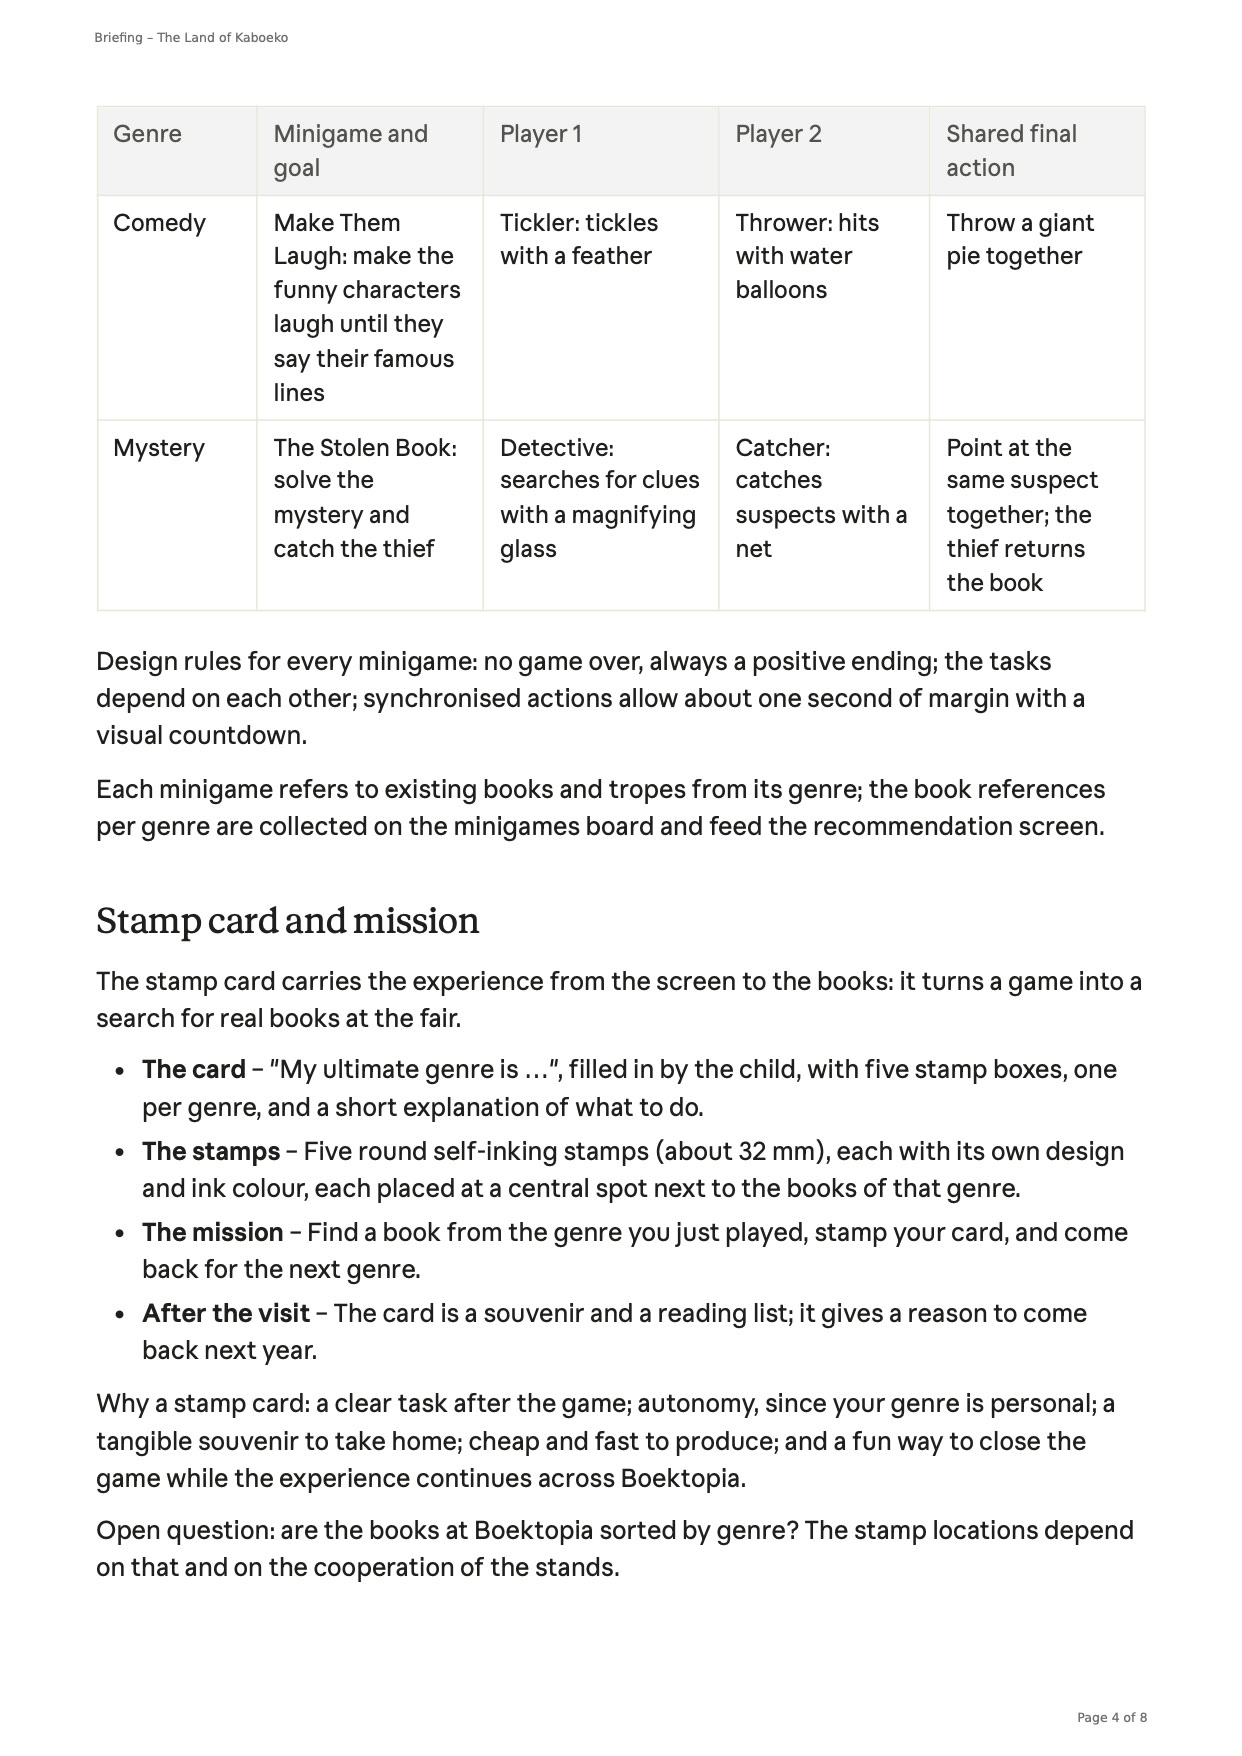 Briefing – The Land of Kaboeko
Genre
Minigame and
goal
Player 1
Player 2
Shared final
action
Comedy
Make Them
Laugh: make the
funny characters
laugh until they
say their famous
lines
Tickler: tickles
with a feather
Thrower: hits
with water
balloons
Throw a giant
pie together
Mystery
The Stolen Book:
solve the
mystery and
catch the thief
Detective:
searches for clues
with a magnifying
glass
Catcher:
catches
suspects with a
net
Point at the
same suspect
together; the
thief returns
the book
Design rules for every minigame: no game over, always a positive ending; the tasks
depend on each other; synchronised actions allow about one second of margin with a
visual countdown.
Each minigame refers to existing books and tropes from its genre; the book references
per genre are collected on the minigames board and feed the recommendation screen.
Stamp card and mission
The stamp card carries the experience from the screen to the books: it turns a game into a
search for real books at the fair.
• The card – "My ultimate genre is …", filled in by the child, with five stamp boxes, one
per genre, and a short explanation of what to do.
• The stamps – Five round self-inking stamps (about 32 mm), each with its own design
and ink colour, each placed at a central spot next to the books of that genre.
• The mission – Find a book from the genre you just played, stamp your card, and come
back for the next genre.
• After the visit – The card is a souvenir and a reading list; it gives a reason to come
back next year.
Why a stamp card: a clear task after the game; autonomy, since your genre is personal; a
tangible souvenir to take home; cheap and fast to produce; and a fun way to close the
game while the experience continues across Boektopia.
Open question: are the books at Boektopia sorted by genre? The stamp locations depend
on that and on the cooperation of the stands.
Page 4 of 8